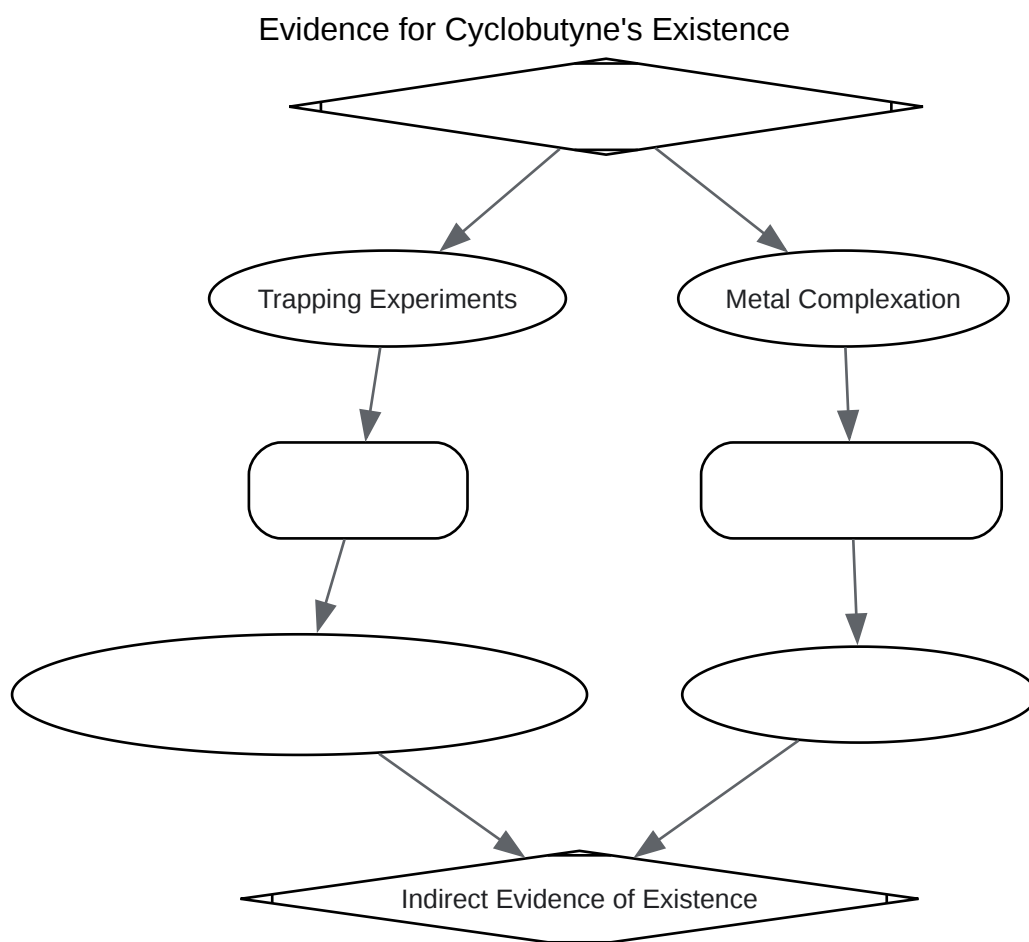 Evidence for Cyclobutyne's Existence
Trapping Experiments
Metal Complexation
Indirect Evidence of Existence